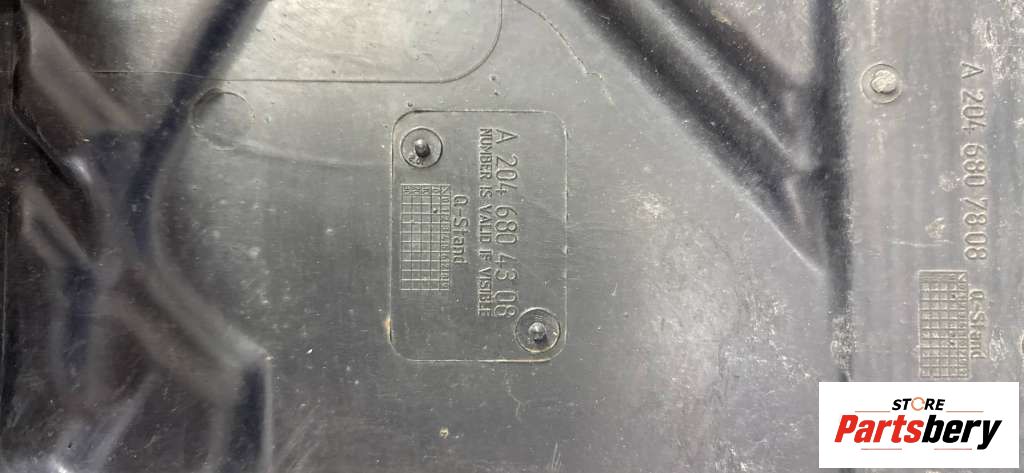 A 204 680 43 08
NUMBER IS VALID IF VISIBLE
Q-Stand
A 204 680 78 08
Q-Stand
STORE
Partsbery